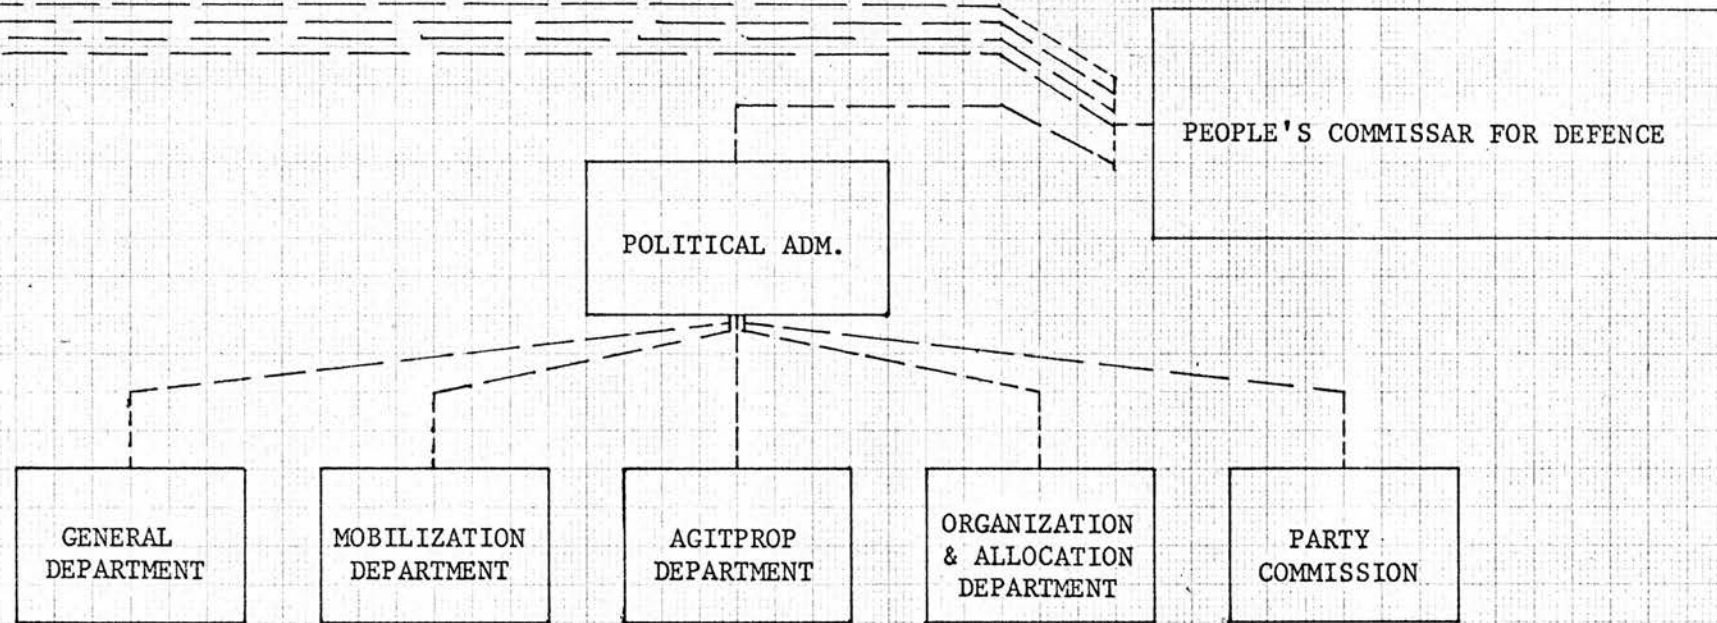 PEOPLE'S COMMISSAR FOR DEFENCE
POLITICAL ADM.
GENERAL
DEPARTMENT
MOBILIZATION
DEPARTMENT
AGITPROP
DEPARTMENT
ORGANIZATION
& ALLOCATION
DEPARTMENT
PARTY
COMMISSION